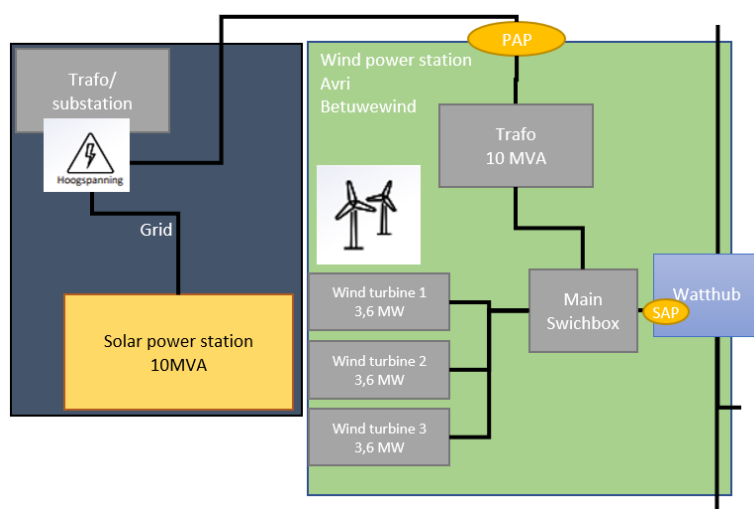 Trafo/
substation
Hoogspanning
Grid
Solar power station
10MVA
PAP
Wind power station
Avri
Betuwewind
Trafo
10 MVA
Wind turbine 1
3,6 MW
Wind turbine 2
3,6 MW
Wind turbine 3
3,6 MW
Main
Swichbox
SAP
Watthub